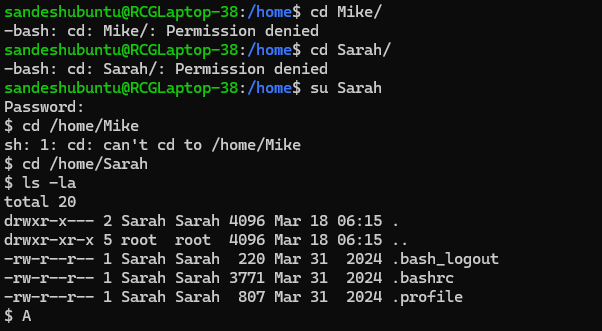 sandeshubuntu@RCGLaptop-38:/home$ cd Mike/
-bash: cd: Mike/: Permission denied
sandeshubuntu@RCGLaptop-38:/home$ cd Sarah/
-bash: cd: Sarah/: Permission denied
sandeshubuntu@RCGLaptop-38:/home$ su Sarah
Password:
$ cd /home/Mike
sh: 1: cd: can't cd to /home/Mike
$ cd /home/Sarah
$ ls -la
total 20
drwxr-x--- 2 Sarah Sarah 4096 Mar 18 06:15 .
drwxr-xr-x 5 root  root  4096 Mar 18 06:15 ..
-rw-r--r-- 1 Sarah Sarah  220 Mar 31  2024 .bash_logout
-rw-r--r-- 1 Sarah Sarah 3771 Mar 31  2024 .bashrc
-rw-r--r-- 1 Sarah Sarah  807 Mar 31  2024 .profile
$ A